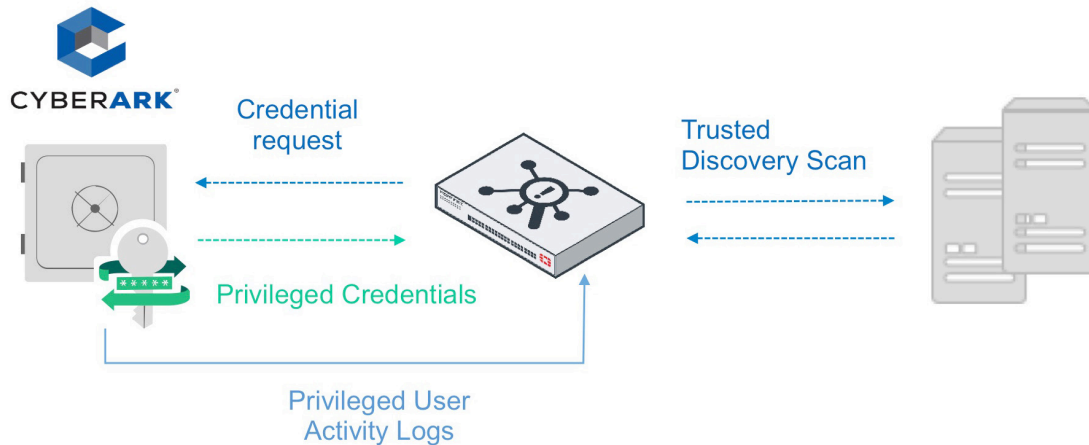 CYBERARK®
Credential
request
Trusted
Discovery Scan
*****
Privileged Credentials
Privileged User
Activity Logs